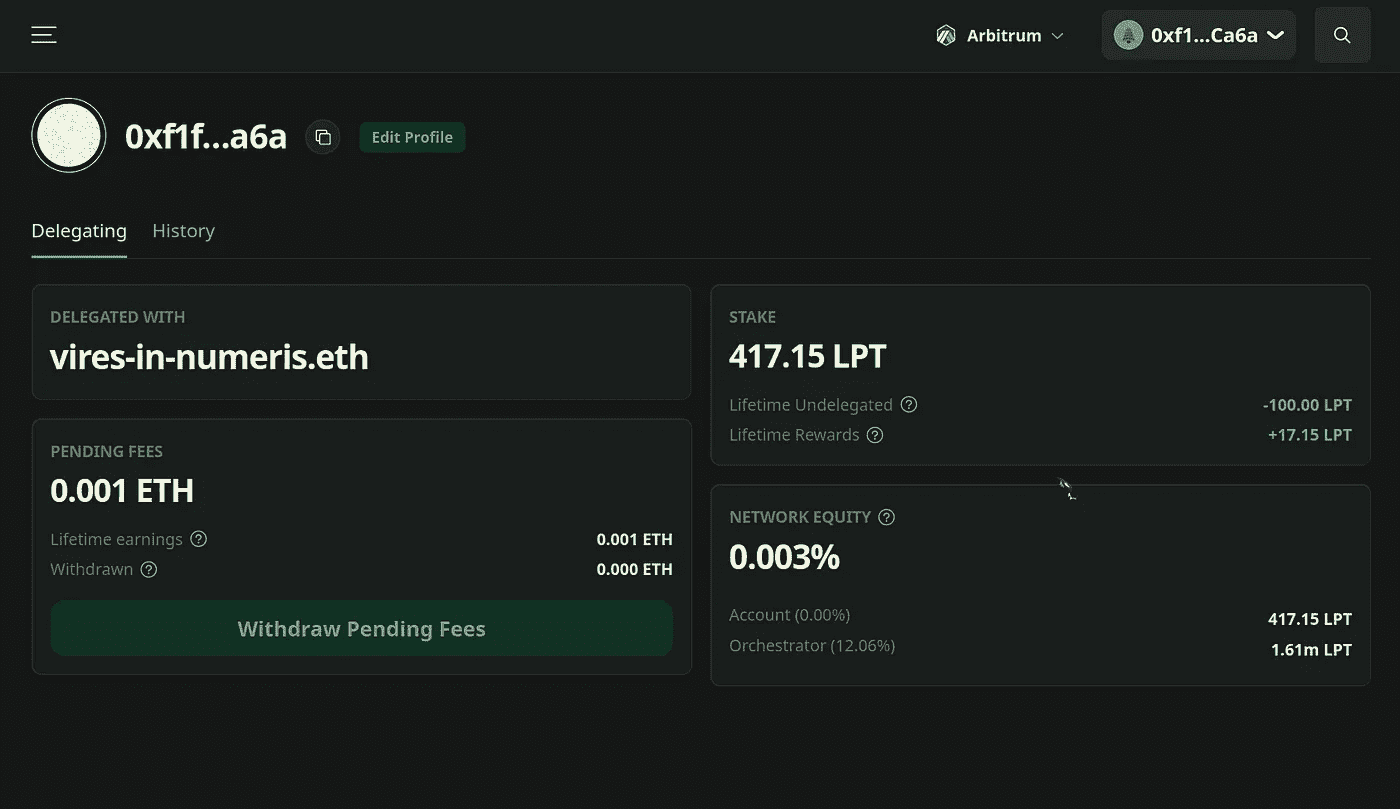 Arbitrum
0xf1...Ca6a
0xf1f...a6a
Edit Profile
Delegating History
DELEGATED WITH
vires-in-numeris.eth
PENDING FEES
0.001 ETH
Lifetime earnings ? 0.001 ETH
Withdrawn ? 0.000 ETH
Withdraw Pending Fees
STAKE
417.15 LPT
Lifetime Undelegated ? -100.00 LPT
Lifetime Rewards ? +17.15 LPT
NETWORK EQUITY ?
0.003%
Account (0.00%) 417.15 LPT
Orchestrator (12.06%) 1.61m LPT